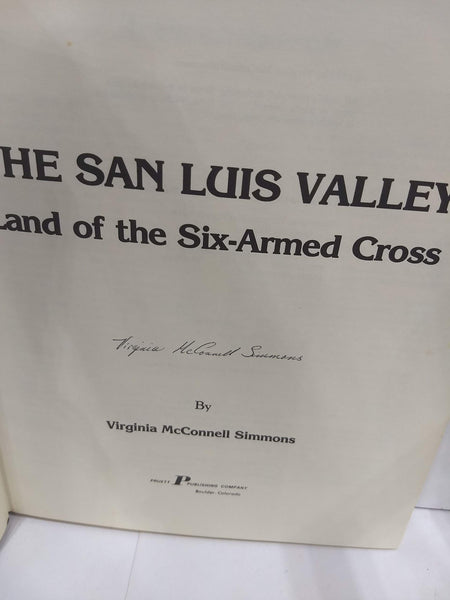 HE SAN LUIS VALLEY
Land of the Six-Armed Cross
Virginia McConnell Simmons
By
Virginia McConnell Simmons
PRUETT P PUBLISHING COMPANY
Boulder, Colorado